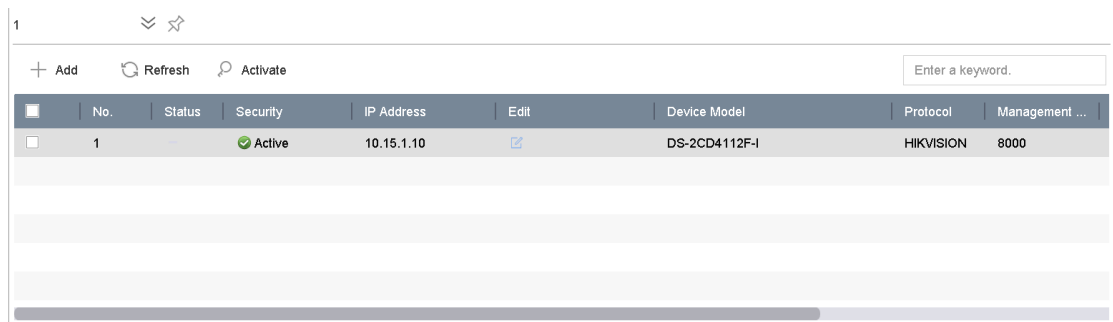 1
Add Refresh Activate Enter a keyword.
No. Status Security IP Address Edit Device Model Protocol Management ...
1 Active 10.15.1.10 DS-2CD4112F-I HIKVISION 8000